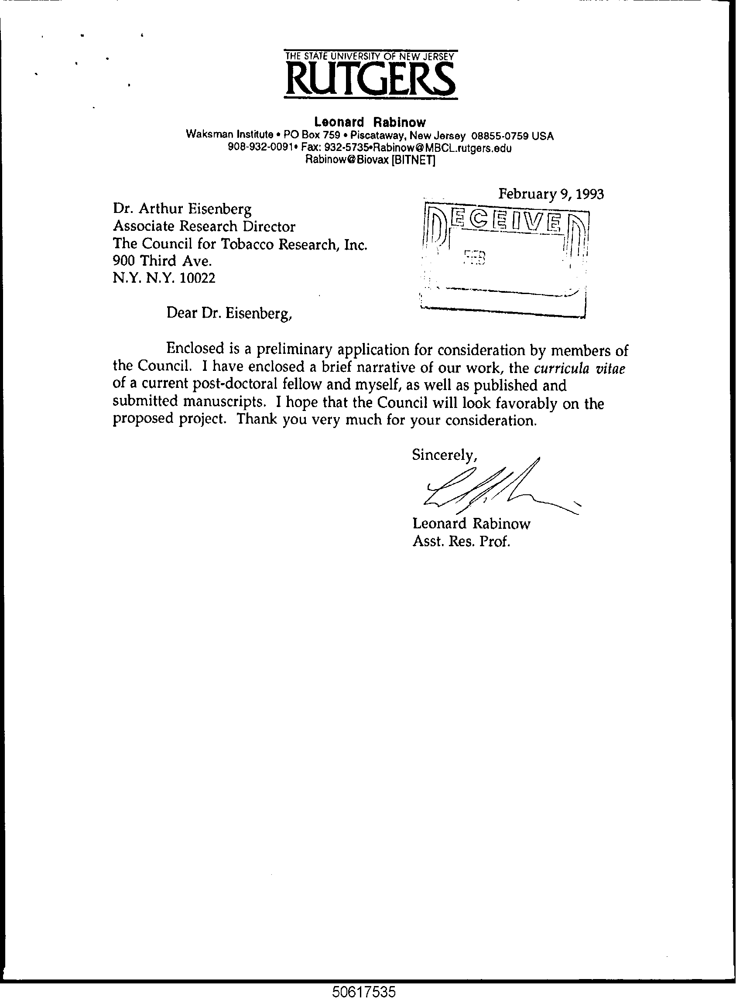 THE STATE UNIVERSITY OF NEW JERSEY
RUTGERS
Leonard Rabinow
Waksman Institute • PO Box 759 • Piscataway, New Jersey 08855-0759 USA
908-932-0091• Fax: 932-5735•Rabinow@MBCL.rutgers.edu
Rabinow@Biovax [BITNET]
February 9, 1993
Dr. Arthur Eisenberg
Associate Research Director
The Council for Tobacco Research, Inc.
900 Third Ave.
N.Y. N.Y. 10022
RECEIVED
FEB
Dear Dr. Eisenberg,
Enclosed is a preliminary application for consideration by members of
the Council. I have enclosed a brief narrative of our work, the curricula vitae
of a current post-doctoral fellow and myself, as well as published and
submitted manuscripts. I hope that the Council will look favorably on the
proposed project. Thank you very much for your consideration.
Sincerely,
Leonard Rabinow
Asst. Res. Prof.
50617535